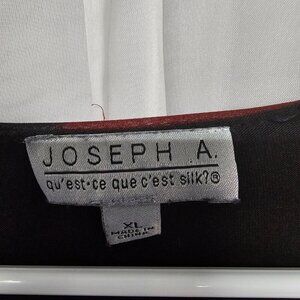 JOSEPH A.
qu'est-ce que c'est silk?®
XL
MADE IN
CHINA